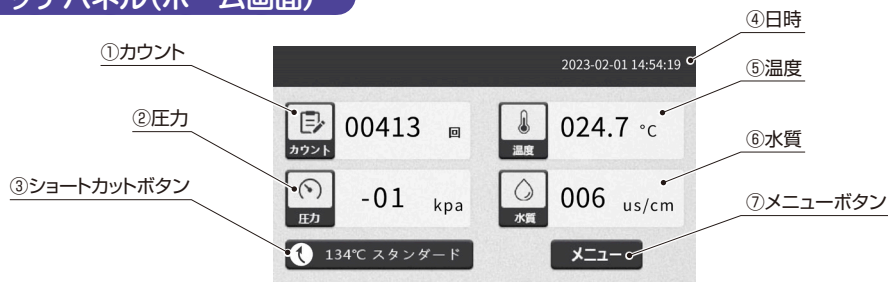 パネル(ホーム画面)
④日時
①カウント
2023-02-01 14:54:19
⑤温度
②圧力
00413 回
カウント
024.7 °C
温度
⑥水質
③ショートカットボタン
-01 kpa
圧力
006 us/cm
水質
⑦メニューボタン
134℃ スタンダード
メニュー